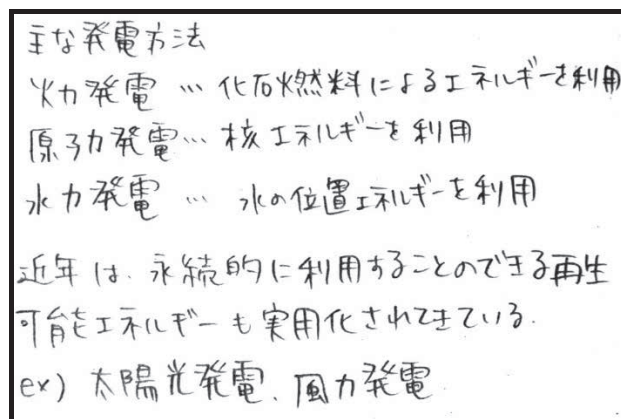 主な発電方法
火力発電 … 化石燃料によるエネルギーを利用
原子力発電… 核エネルギーを利用
水力発電 … 水の位置エネルギーを利用
近年は、永続的に利用することのできる再生
可能エネルギーも実用化されてきている.
ex) 太陽光発電、風力発電